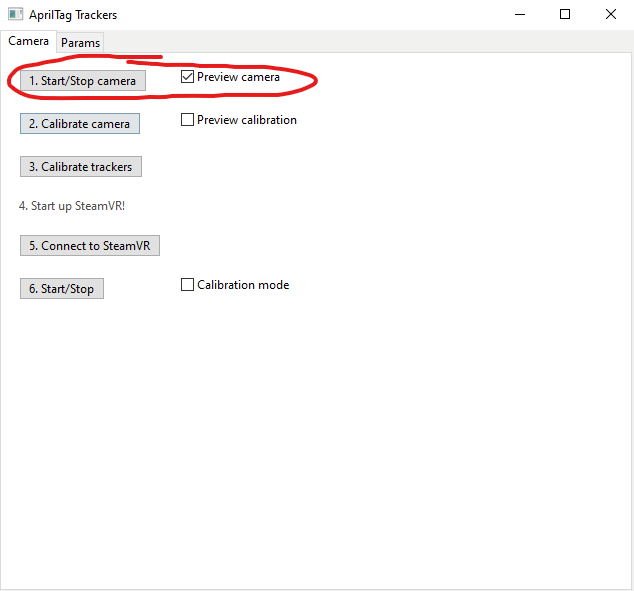 AprilTag Trackers
Camera Params
1. Start/Stop camera Preview camera
2. Calibrate camera Preview calibration
3. Calibrate trackers
4. Start up SteamVR!
5. Connect to SteamVR
6. Start/Stop Calibration mode